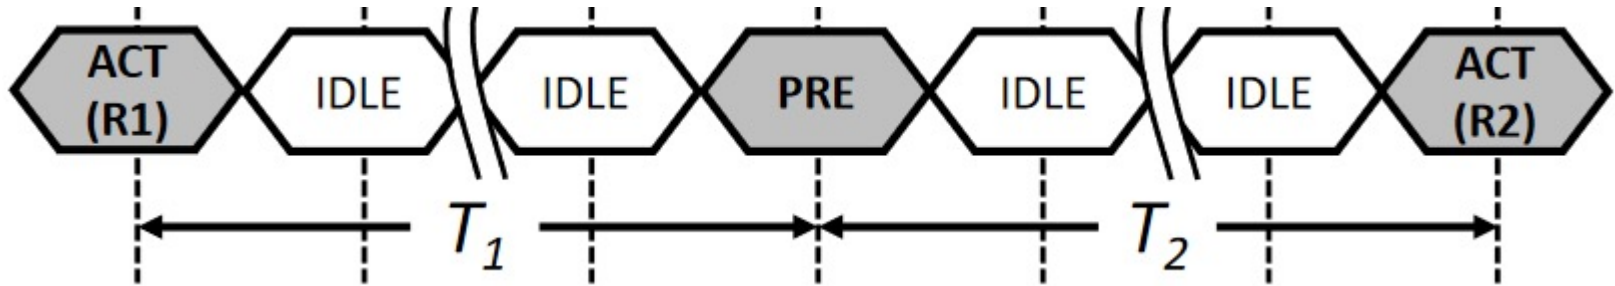 ACT
(R1)
IDLE
IDLE
PRE
IDLE
IDLE
ACT
(R2)
T1
T2